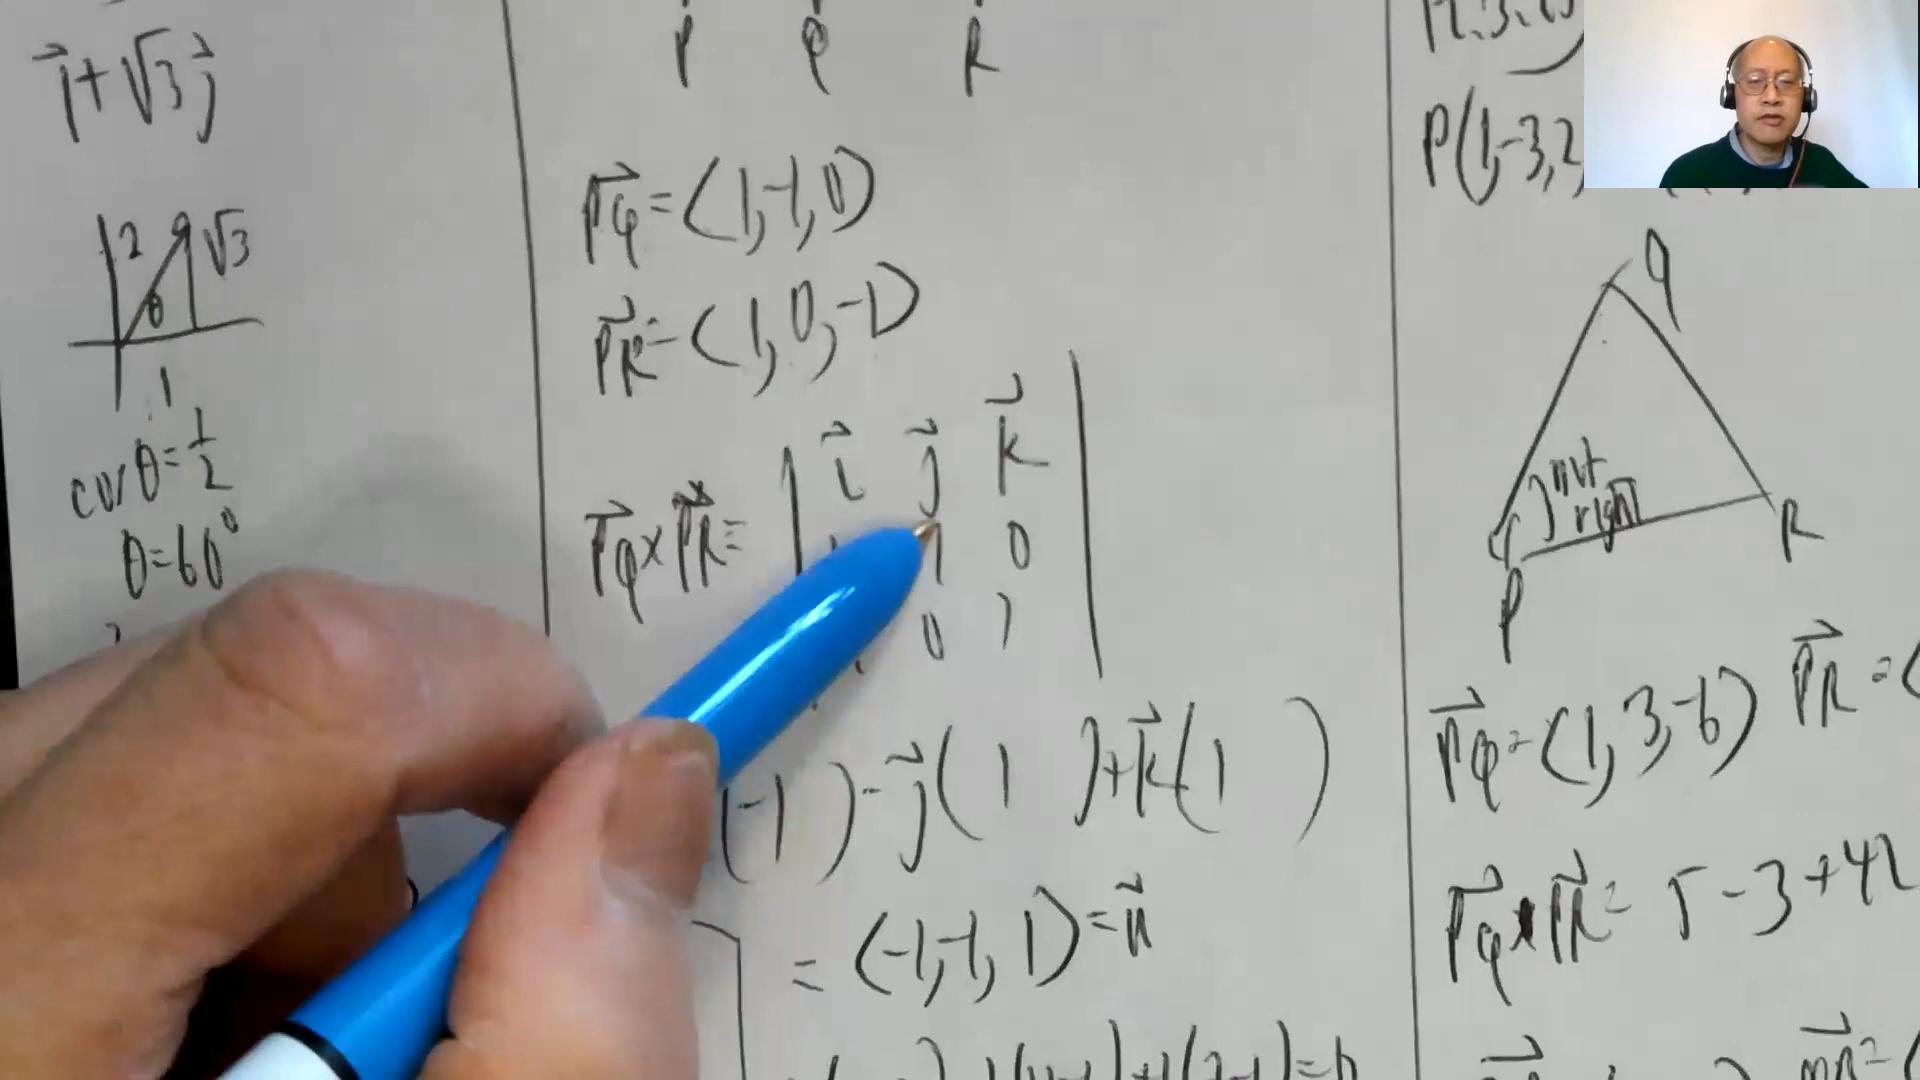 i⃗+√3 j⃗
2 √3
θ
1
cosθ=1/2
θ=60°
P Q R
PQ⃗=(1,-1,0)
PR⃗=(1,0,-1)
PQ⃗×PR⃗=
i⃗ j⃗ k⃗
1 0
0
(-1)-j⃗(1)+k⃗(1)
=(-1,-1,1)=n⃗
P(1,-3,2
Q
not
right
P R
PQ⃗=(1,3,-6) PR⃗=(
PQ⃗•PR⃗=5-3+42